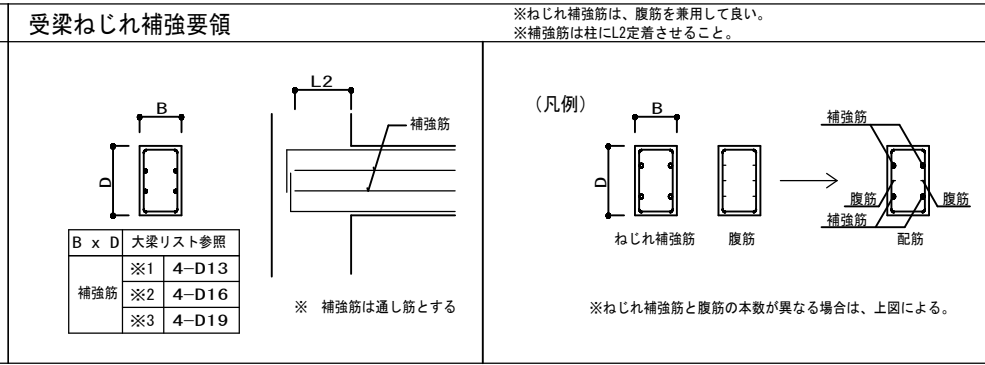 受梁ねじれ補強要領
※ねじれ補強筋は、腹筋を兼用して良い。
※補強筋は柱にL2定着させること。
B
D
L2
補強筋
B x D 大梁リスト参照
補強筋
※1 4-D13
※2 4-D16
※3 4-D19
※ 補強筋は通し筋とする
(凡例)
B
D
ねじれ補強筋
腹筋
補強筋
腹筋
腹筋
補強筋
配筋
※ねじれ補強筋と腹筋の本数が異なる場合は、上図による。